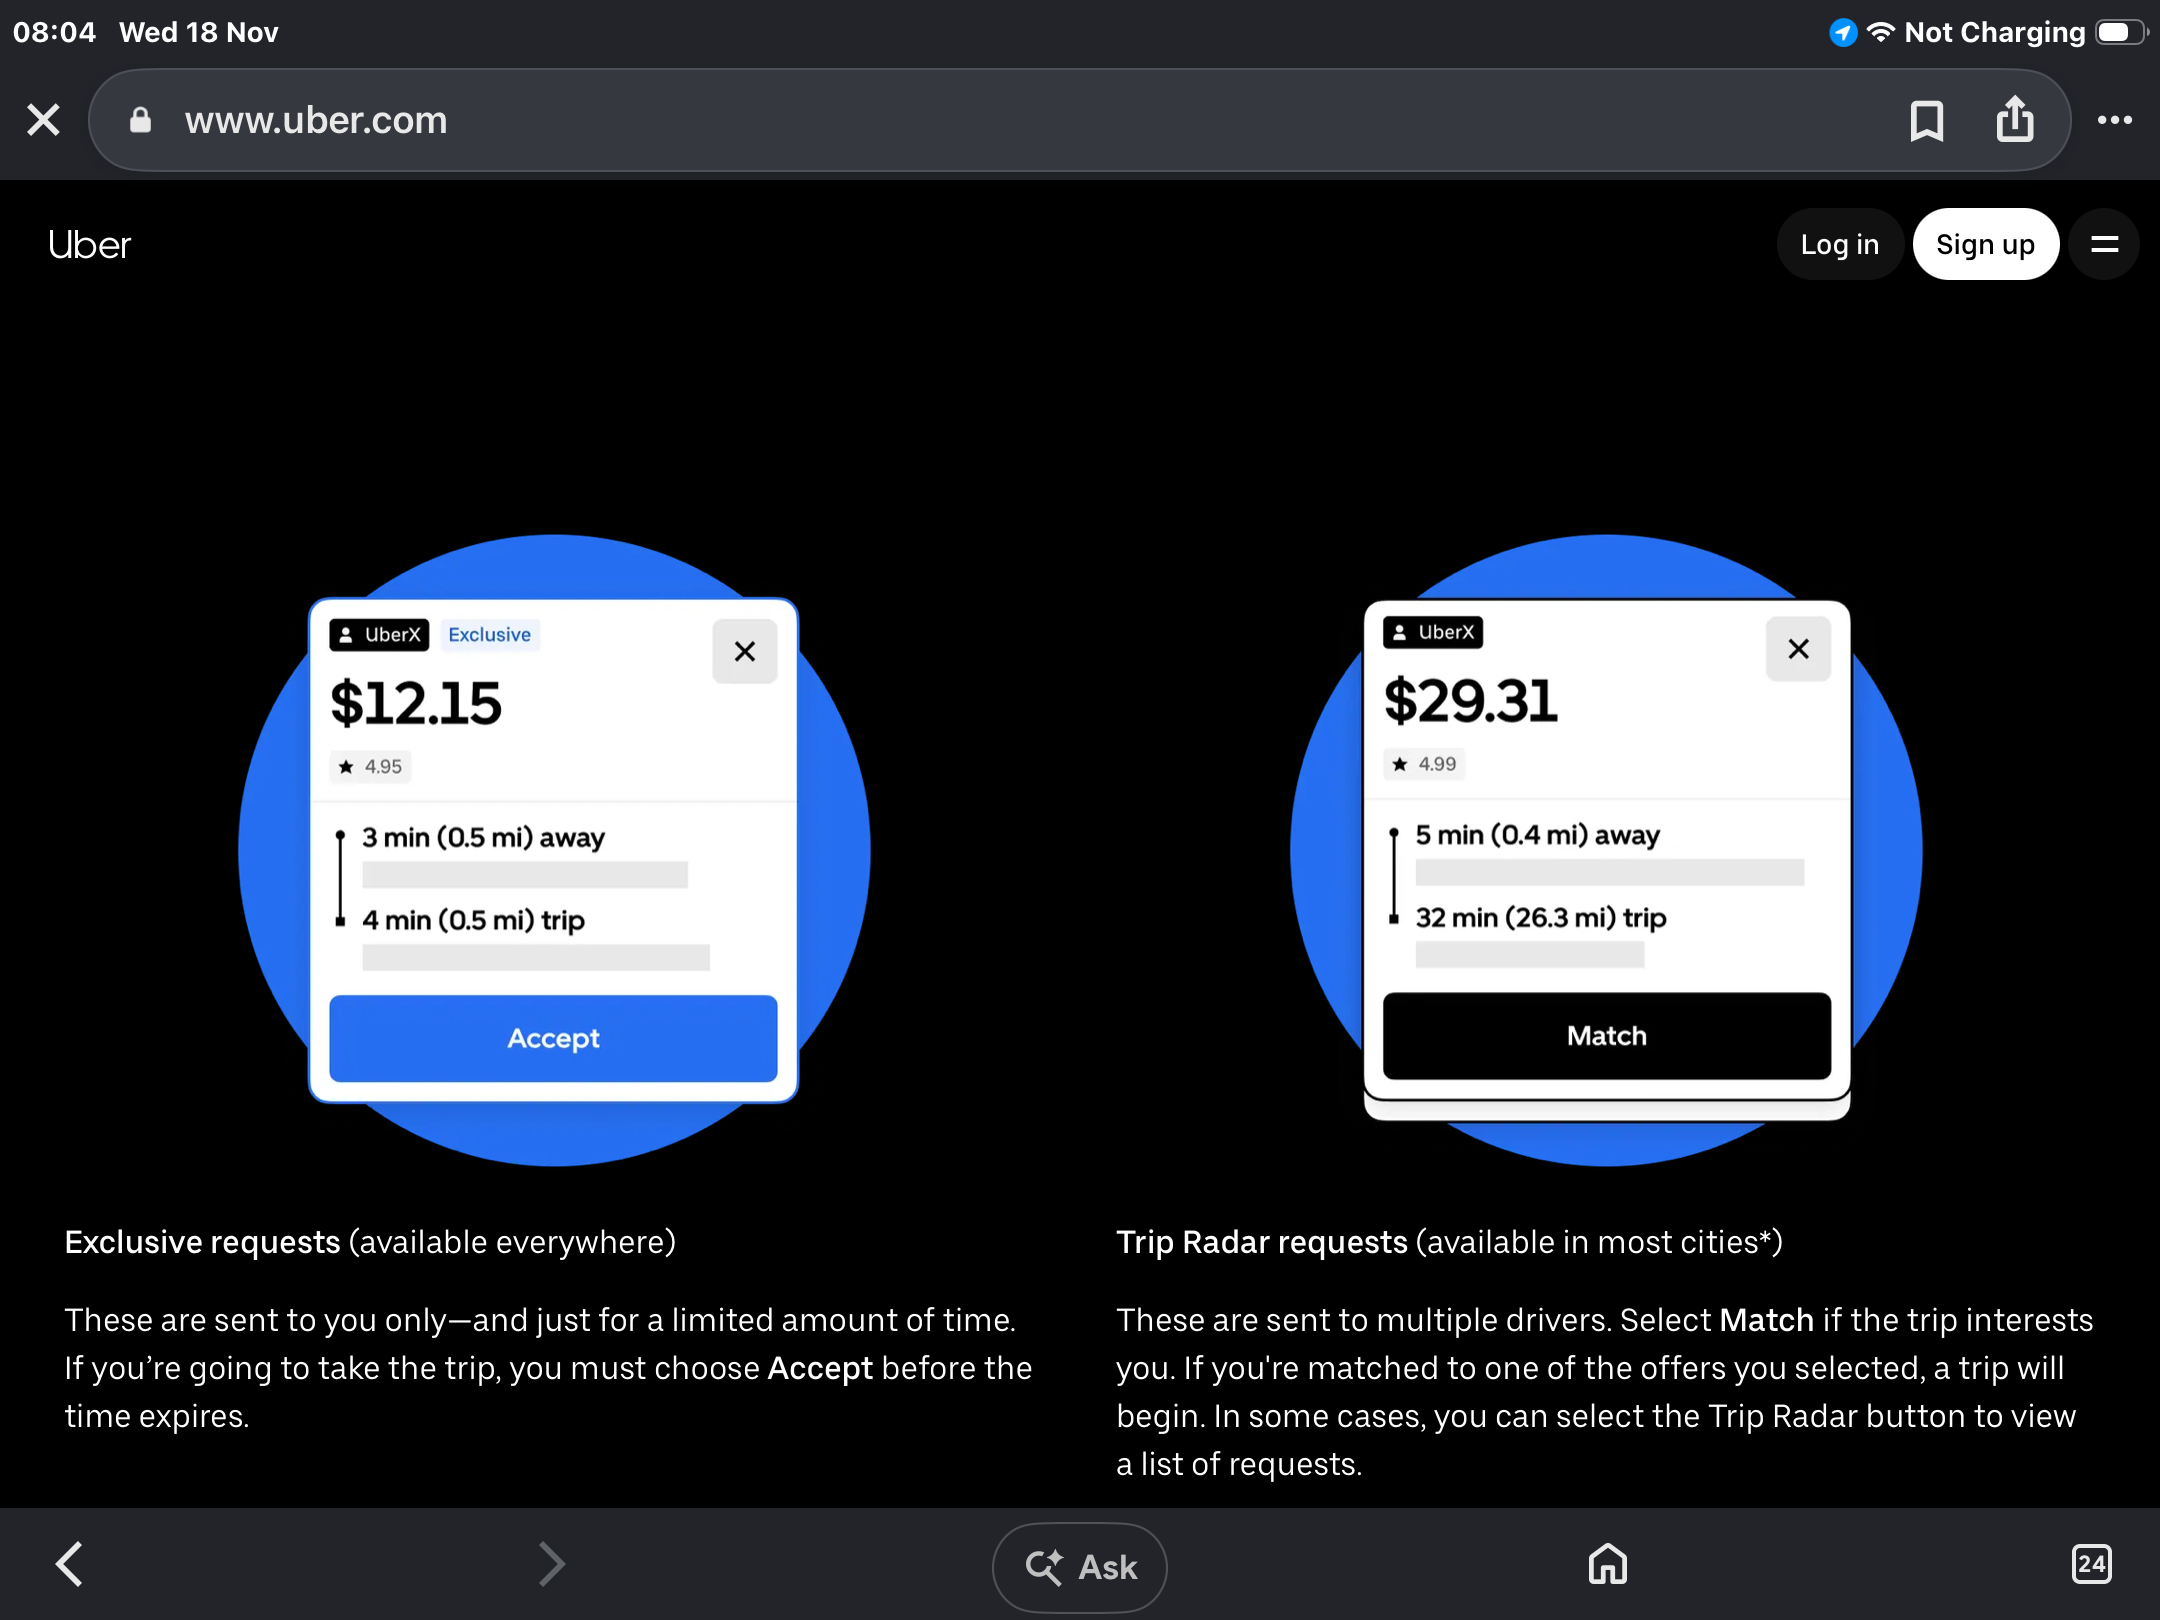 08:04 Wed 18 Nov
Not Charging
www.uber.com
Uber
Log in
Sign up
UberX Exclusive
$12.15
4.95
3 min (0.5 mi) away
4 min (0.5 mi) trip
Accept
UberX
$29.31
4.99
5 min (0.4 mi) away
32 min (26.3 mi) trip
Match
Exclusive requests (available everywhere)
These are sent to you only—and just for a limited amount of time.
If you’re going to take the trip, you must choose Accept before the
time expires.
Trip Radar requests (available in most cities*)
These are sent to multiple drivers. Select Match if the trip interests
you. If you're matched to one of the offers you selected, a trip will
begin. In some cases, you can select the Trip Radar button to view
a list of requests.
Ask
24